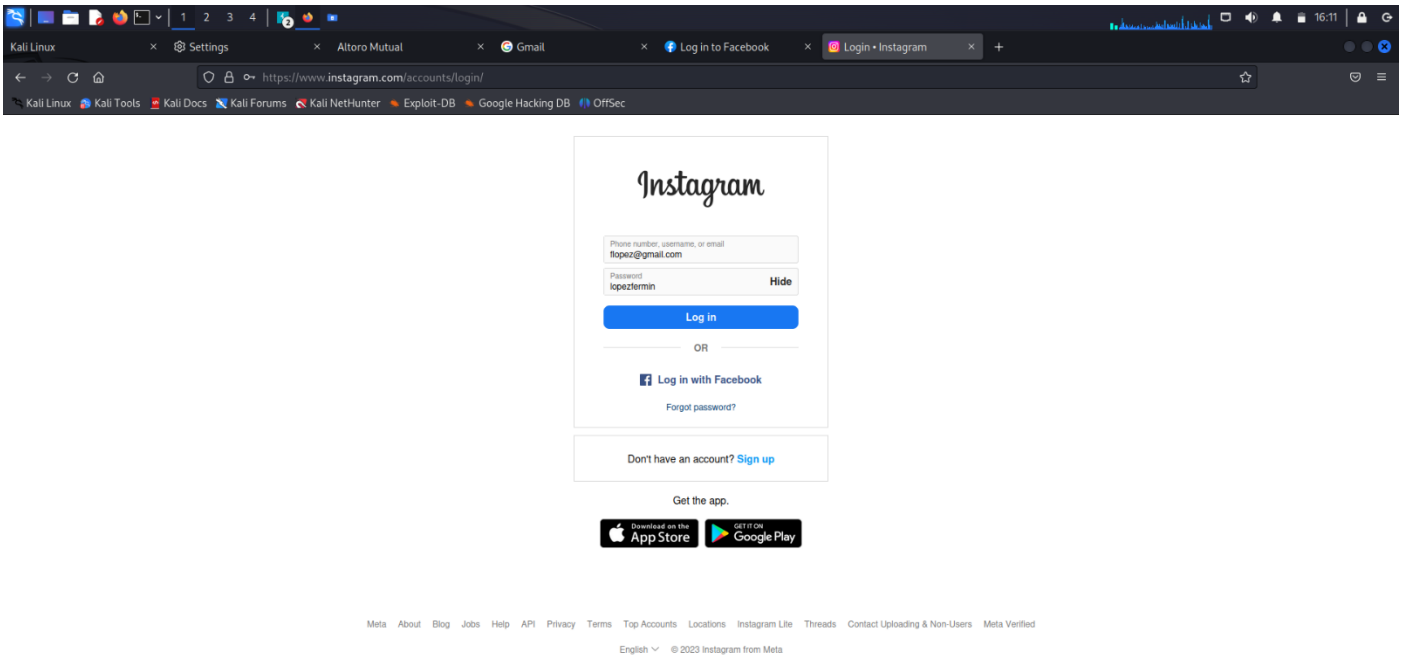 1 2 3 4 2 16:11
Kali Linux Settings Altoro Mutual Gmail Log in to Facebook Login • Instagram
https://www.instagram.com/accounts/login/
Kali Linux Kali Tools Kali Docs Kali Forums Kali NetHunter Exploit-DB Google Hacking DB OffSec
Instagram
Phone number, username, or email
flopez@gmail.com
Password
lopezfermin
Hide
Log in
OR
Log in with Facebook
Forgot password?
Don't have an account? Sign up
Get the app.
Download on the App Store
GET IT ON Google Play
Meta About Blog Jobs Help API Privacy Terms Top Accounts Locations Instagram Lite Threads Contact Uploading & Non-Users Meta Verified
English © 2023 Instagram from Meta